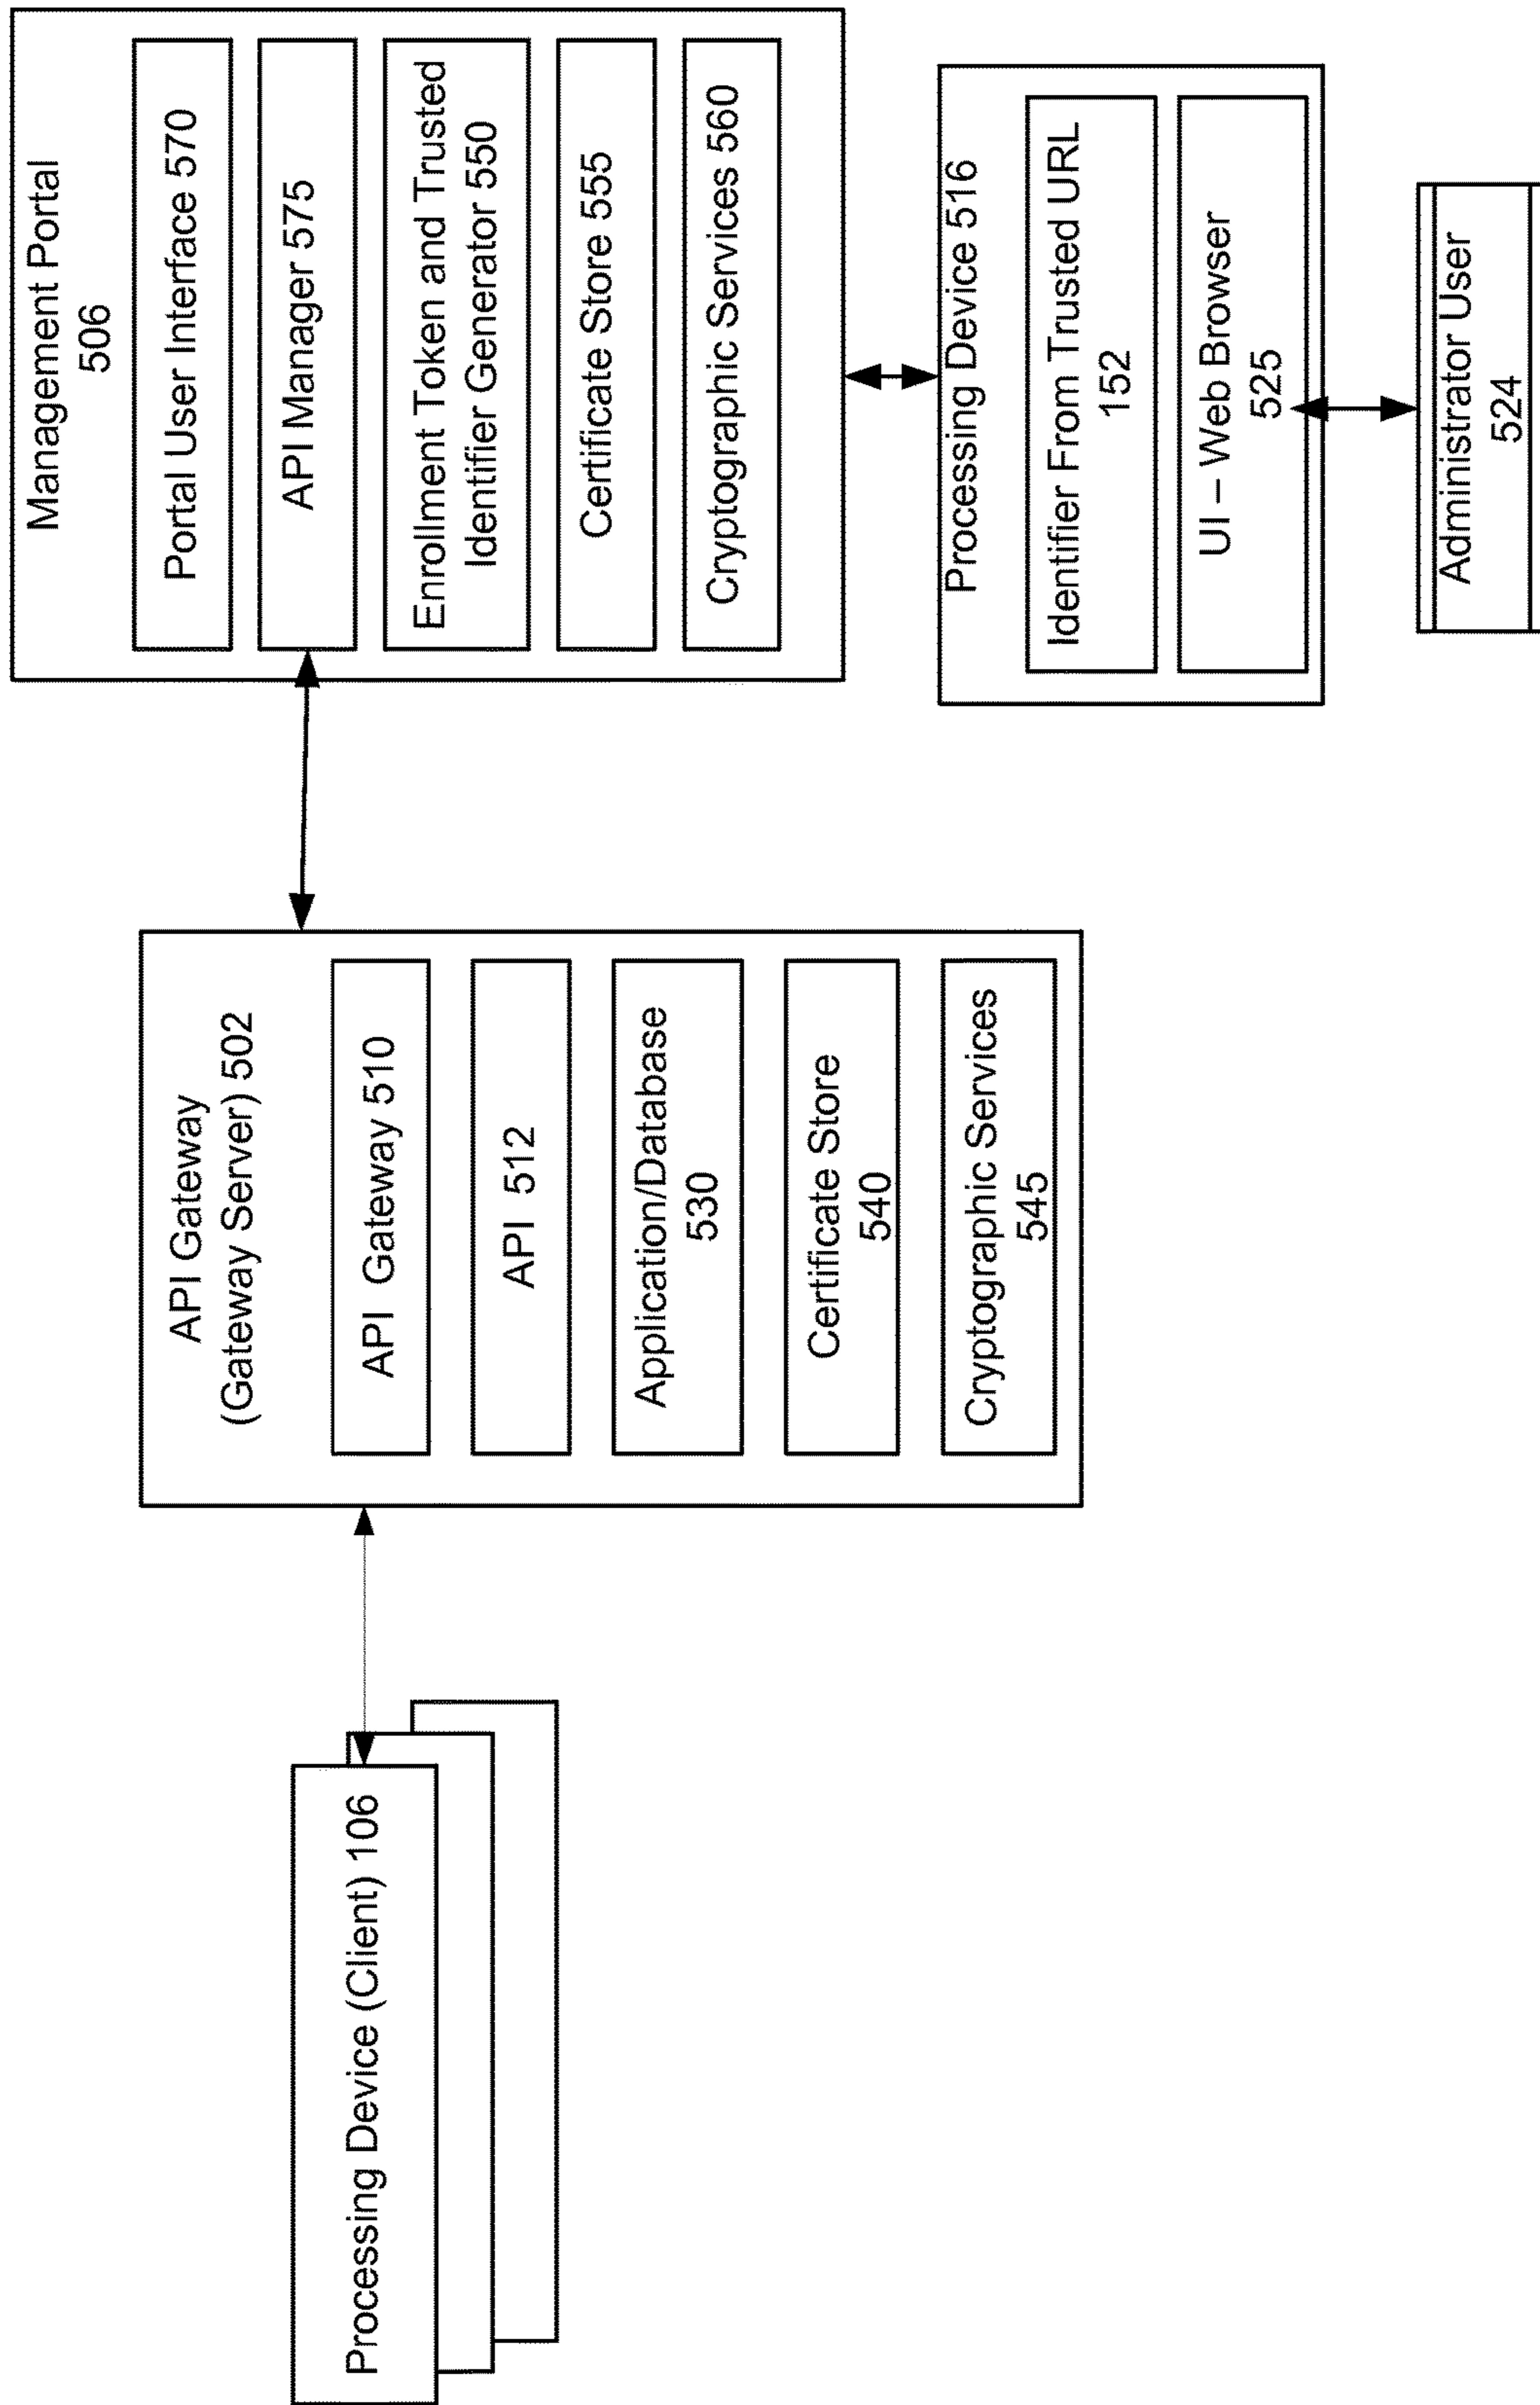 Processing Device (Client) 106
API Gateway
(Gateway Server) 502
API Gateway 510
API 512
Application/Database
530
Certificate Store
540
Cryptographic Services
545
Management Portal
506
Portal User Interface 570
API Manager 575
Enrollment Token and Trusted
Identifier Generator 550
Certificate Store 555
Cryptographic Services 560
Processing Device 516
Identifier From Trusted URL
152
UI – Web Browser
525
Administrator User
524